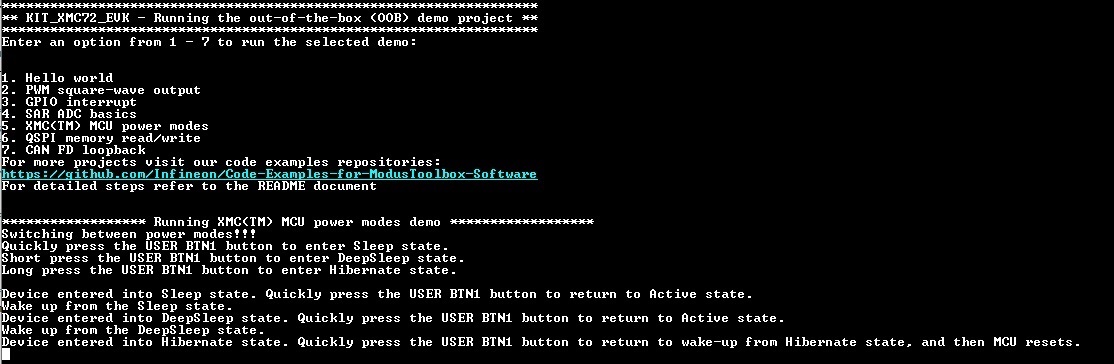 *****************************************************************
** KIT_XMC72_EVK - Running the out-of-the-box (OOB) demo project **
*****************************************************************
Enter an option from 1 - 7 to run the selected demo:
1. Hello world
2. PWM square-wave output
3. GPIO interrupt
4. SAR ADC basics
5. XMC(TM) MCU power modes
6. QSPI memory read/write
7. CAN FD loopback
For more projects visit our code examples repositories:
https://github.com/Infineon/Code-Examples-for-ModusToolbox-Software
For detailed steps refer to the README document
****************** Running XMC(TM) MCU power modes demo ******************
Switching between power modes!!!
Quickly press the USER BTN1 button to enter Sleep state.
Short press the USER BTN1 button to enter DeepSleep state.
Long press the USER BTN1 button to enter Hibernate state.
Device entered into Sleep state. Quickly press the USER BTN1 button to return to Active state.
Wake up from the Sleep state.
Device entered into DeepSleep state. Quickly press the USER BTN1 button to return to Active state.
Wake up from the DeepSleep state.
Device entered into Hibernate state. Quickly press the USER BTN1 button to return to wake-up from Hibernate state, and then MCU resets.